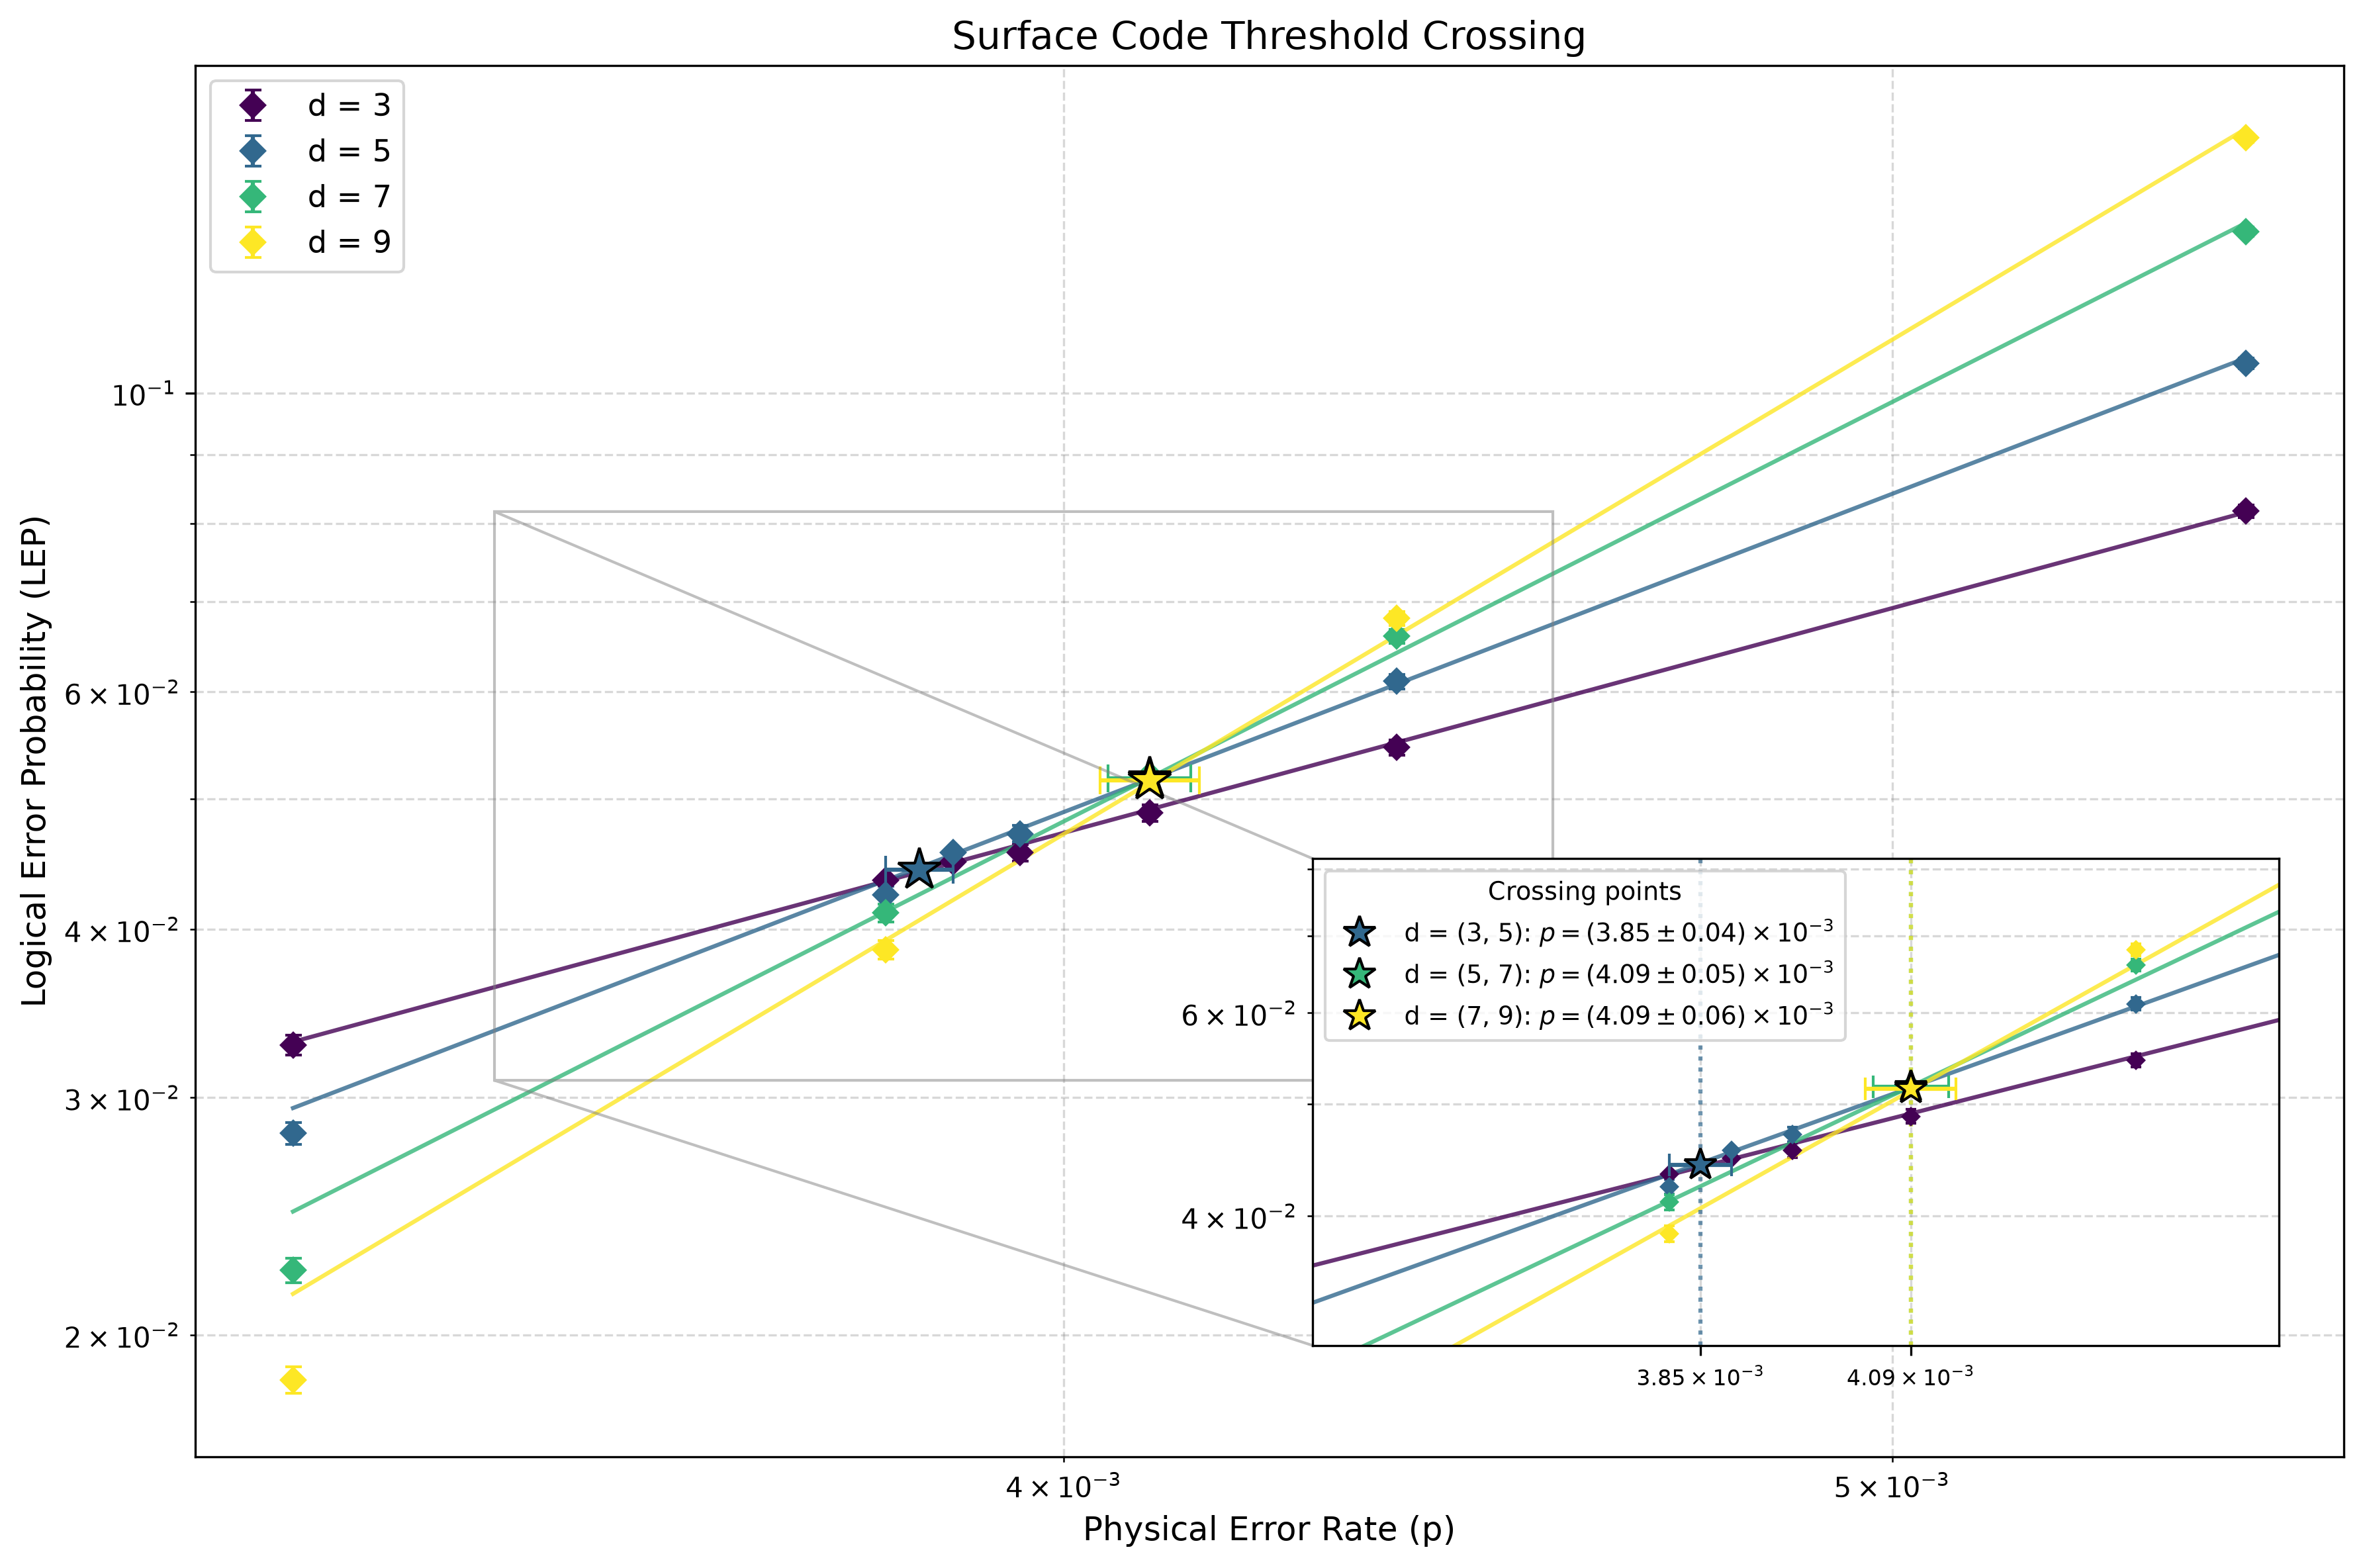 Surface Code Threshold Crossing
d = 3
d = 5
d = 7
d = 9
Logical Error Probability (LEP)
10⁻¹
6 × 10⁻²
4 × 10⁻²
3 × 10⁻²
2 × 10⁻²
Crossing points
d = (3, 5): p = (3.85 ± 0.04) × 10⁻³
d = (5, 7): p = (4.09 ± 0.05) × 10⁻³
d = (7, 9): p = (4.09 ± 0.06) × 10⁻³
6 × 10⁻²
4 × 10⁻²
3.85 × 10⁻³
4.09 × 10⁻³
4 × 10⁻³
5 × 10⁻³
Physical Error Rate (p)